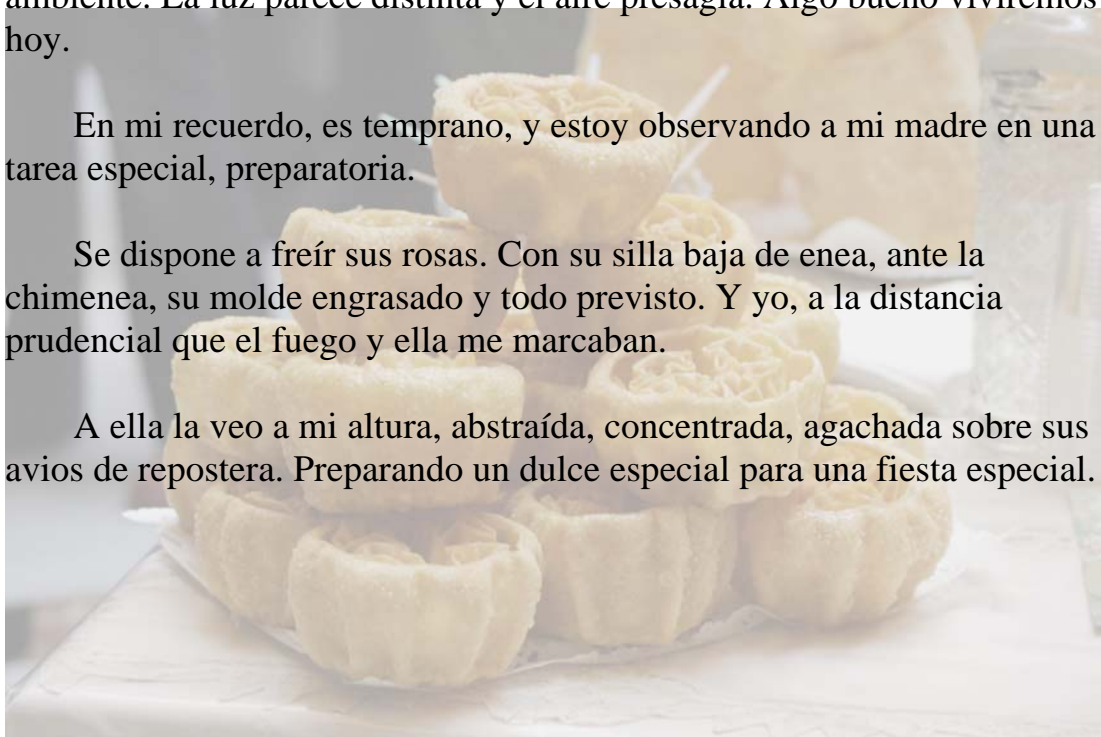 ambiente. La luz parece distinta y el aire presagia. Algo bueno viviremos
hoy.
En mi recuerdo, es temprano, y estoy observando a mi madre en una
tarea especial, preparatoria.
Se dispone a freír sus rosas. Con su silla baja de enea, ante la
chimenea, su molde engrasado y todo previsto. Y yo, a la distancia
prudencial que el fuego y ella me marcaban.
A ella la veo a mi altura, abstraída, concentrada, agachada sobre sus
avios de repostera. Preparando un dulce especial para una fiesta especial.